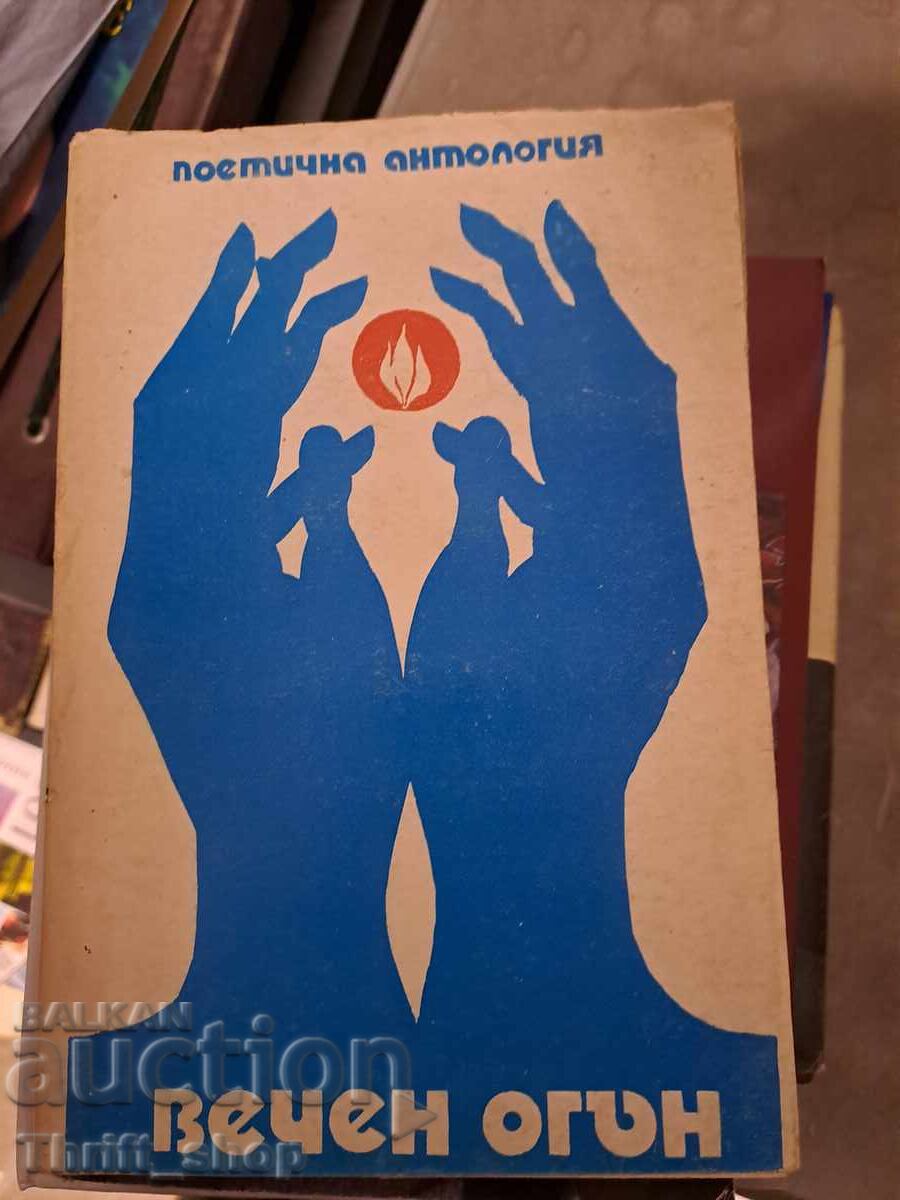 поетична антология
BALKAN
auction
вечен огън
Thrift_shop